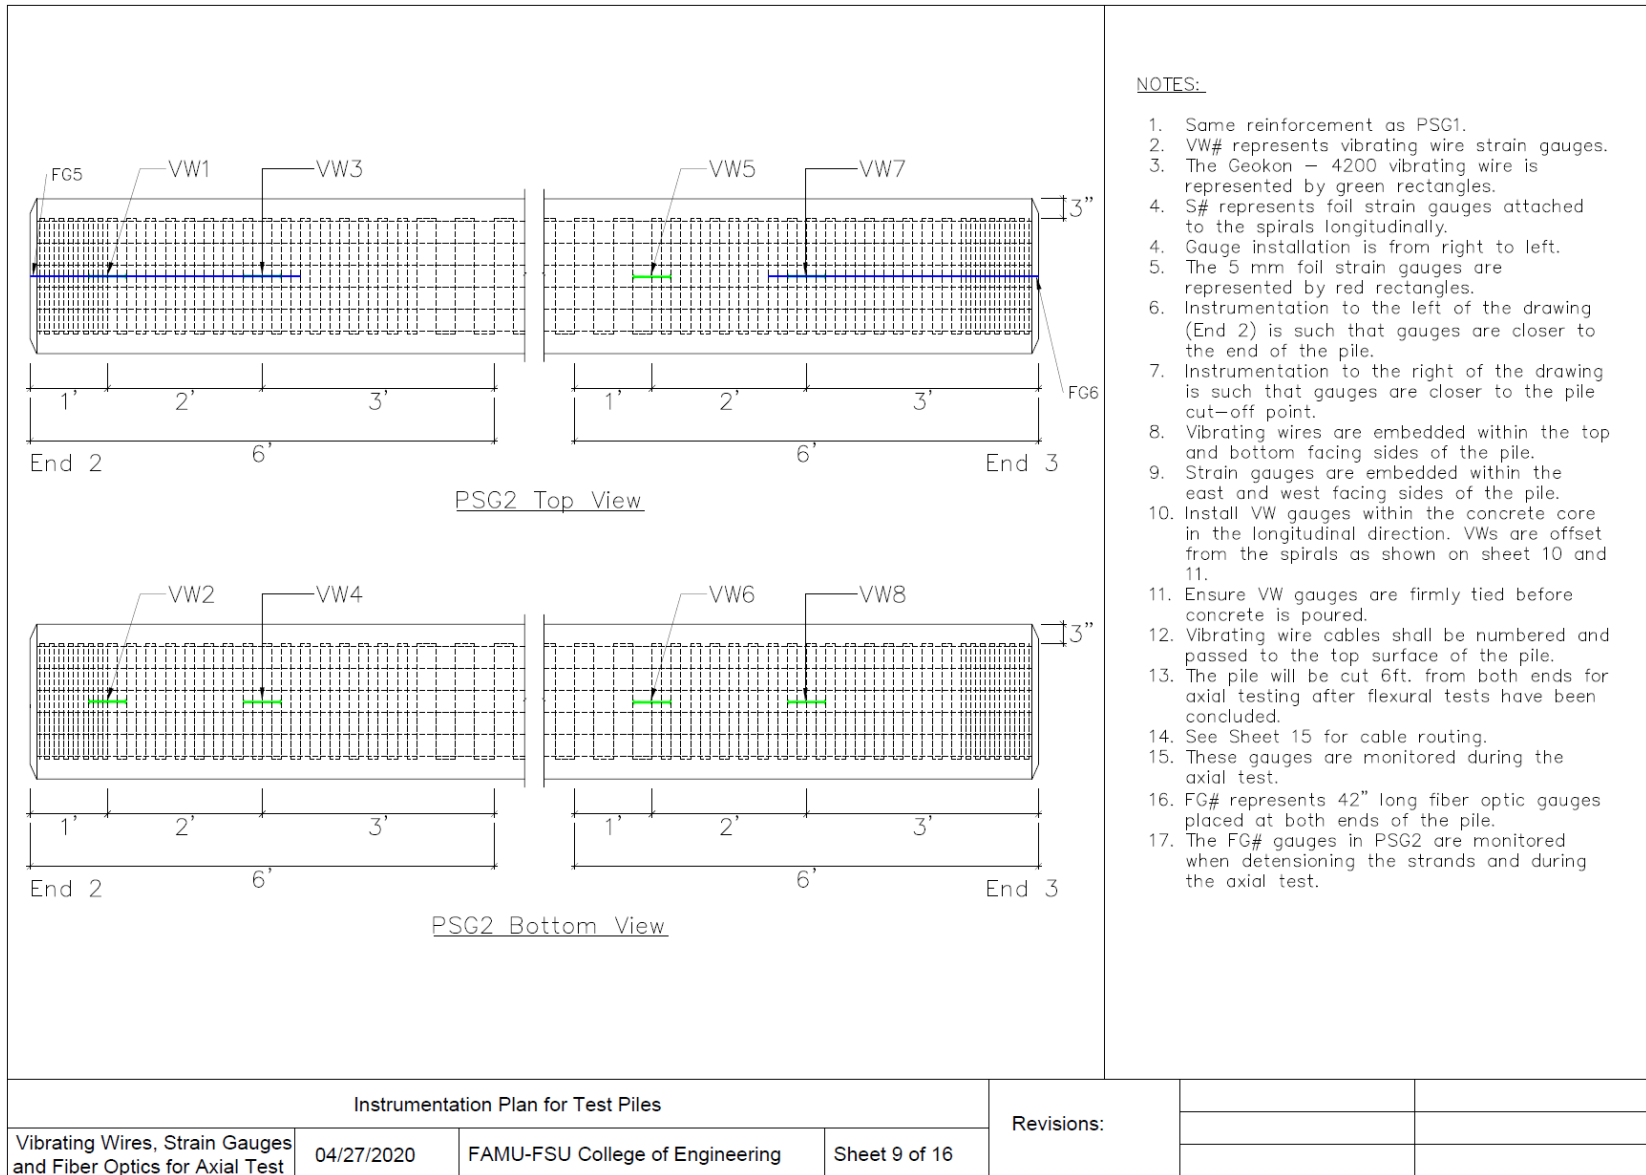 FG5
VW1
VW3
VW5
VW7
3"
1'
2'
3'
1'
2'
3'
FG6
6'
6'
End 2
End 3
PSG2 Top View
VW2
VW4
VW6
VW8
3"
1'
2'
3'
1'
2'
3'
6'
6'
End 2
End 3
PSG2 Bottom View
NOTES:
1. Same reinforcement as PSG1.
2. VW# represents vibrating wire strain gauges.
3. The Geokon – 4200 vibrating wire is
represented by green rectangles.
4. S# represents foil strain gauges attached
to the spirals longitudinally.
4. Gauge installation is from right to left.
5. The 5 mm foil strain gauges are
represented by red rectangles.
6. Instrumentation to the left of the drawing
(End 2) is such that gauges are closer to
the end of the pile.
7. Instrumentation to the right of the drawing
is such that gauges are closer to the pile
cut–off point.
8. Vibrating wires are embedded within the top
and bottom facing sides of the pile.
9. Strain gauges are embedded within the
east and west facing sides of the pile.
10. Install VW gauges within the concrete core
in the longitudinal direction. VWs are offset
from the spirals as shown on sheet 10 and
11.
11. Ensure VW gauges are firmly tied before
concrete is poured.
12. Vibrating wire cables shall be numbered and
passed to the top surface of the pile.
13. The pile will be cut 6ft. from both ends for
axial testing after flexural tests have been
concluded.
14. See Sheet 15 for cable routing.
15. These gauges are monitored during the
axial test.
16. FG# represents 42" long fiber optic gauges
placed at both ends of the pile.
17. The FG# gauges in PSG2 are monitored
when detensioning the strands and during
the axial test.
Instrumentation Plan for Test Piles
Revisions:
Vibrating Wires, Strain Gauges
and Fiber Optics for Axial Test
04/27/2020
FAMU-FSU College of Engineering
Sheet 9 of 16